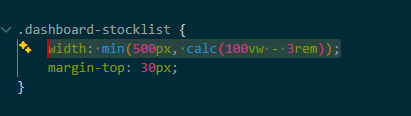 .dashboard-stocklist {
width: min(500px, calc(100vw - 3rem));
margin-top: 30px;
}